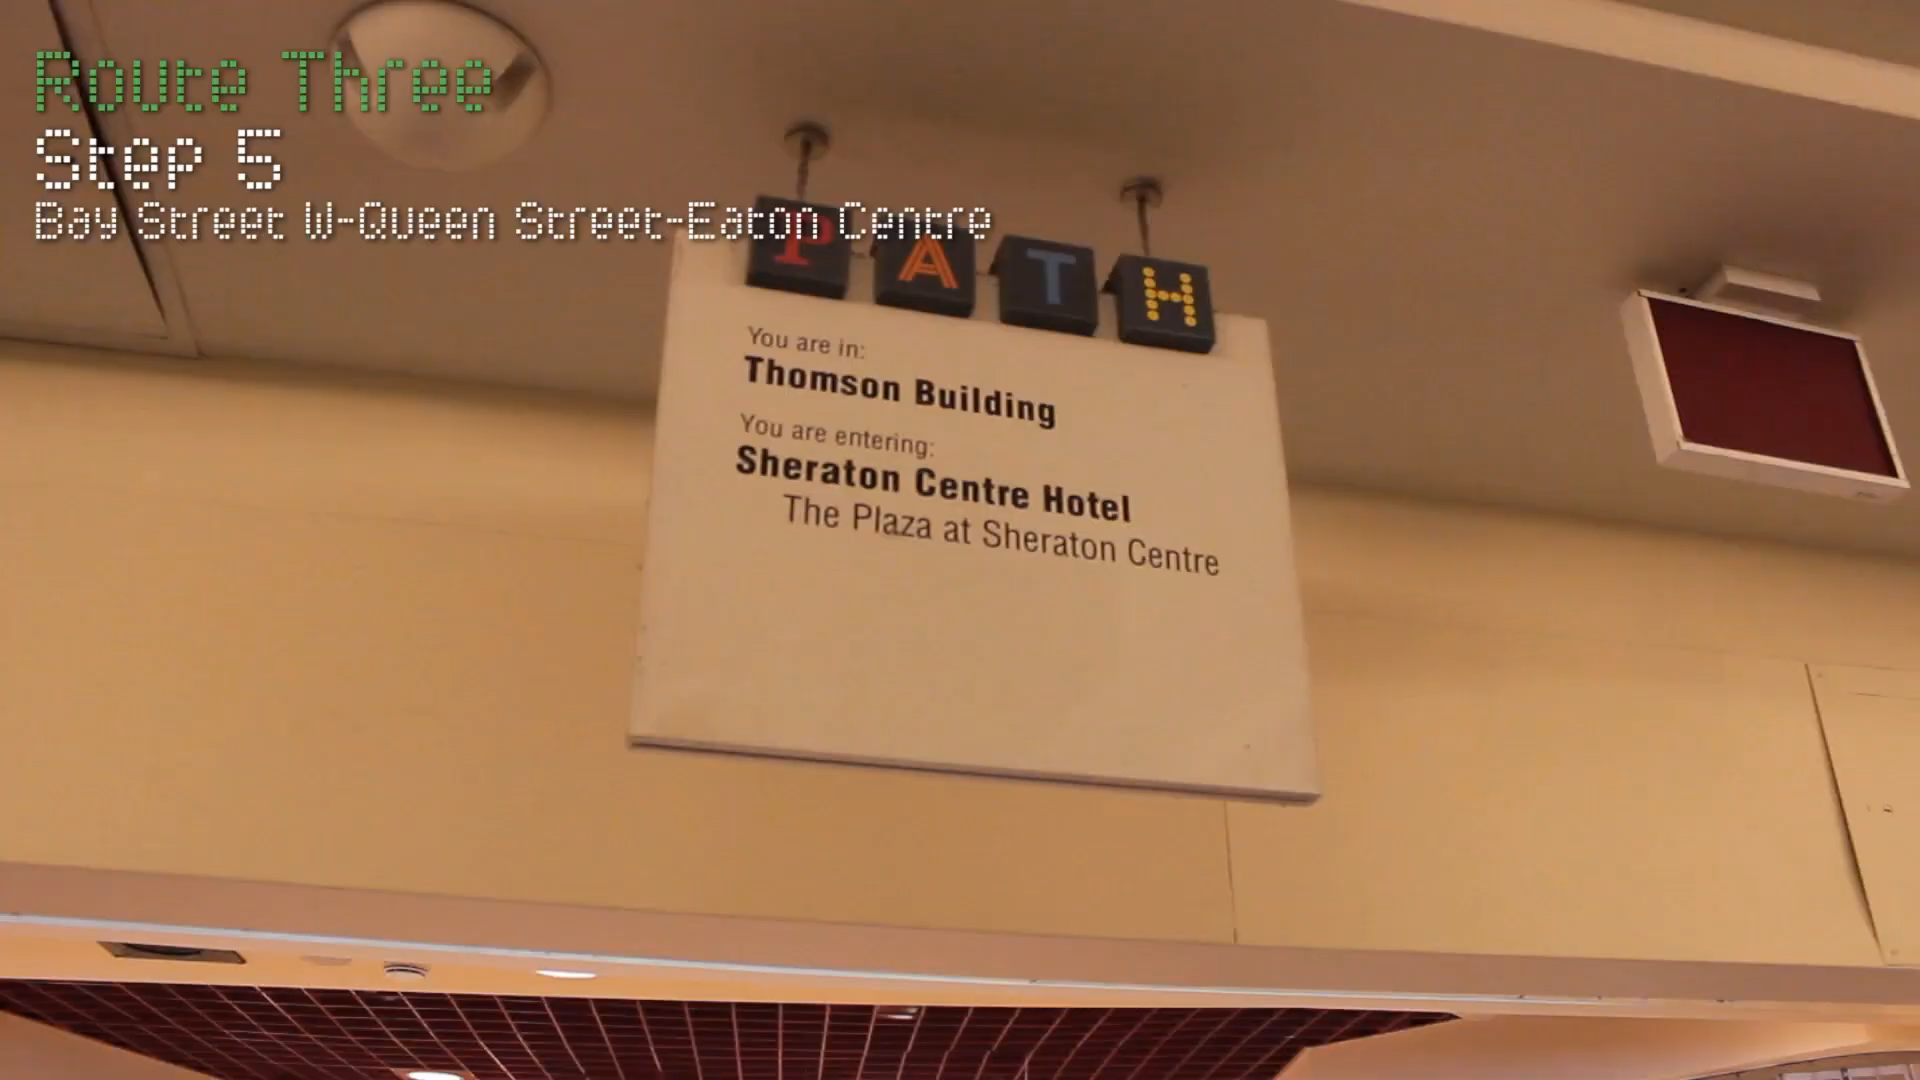 Route Three
Step 5
Bay Street W-Queen Street-Eaton Centre
PATH
You are in:
Thomson Building
You are entering:
Sheraton Centre Hotel
The Plaza at Sheraton Centre